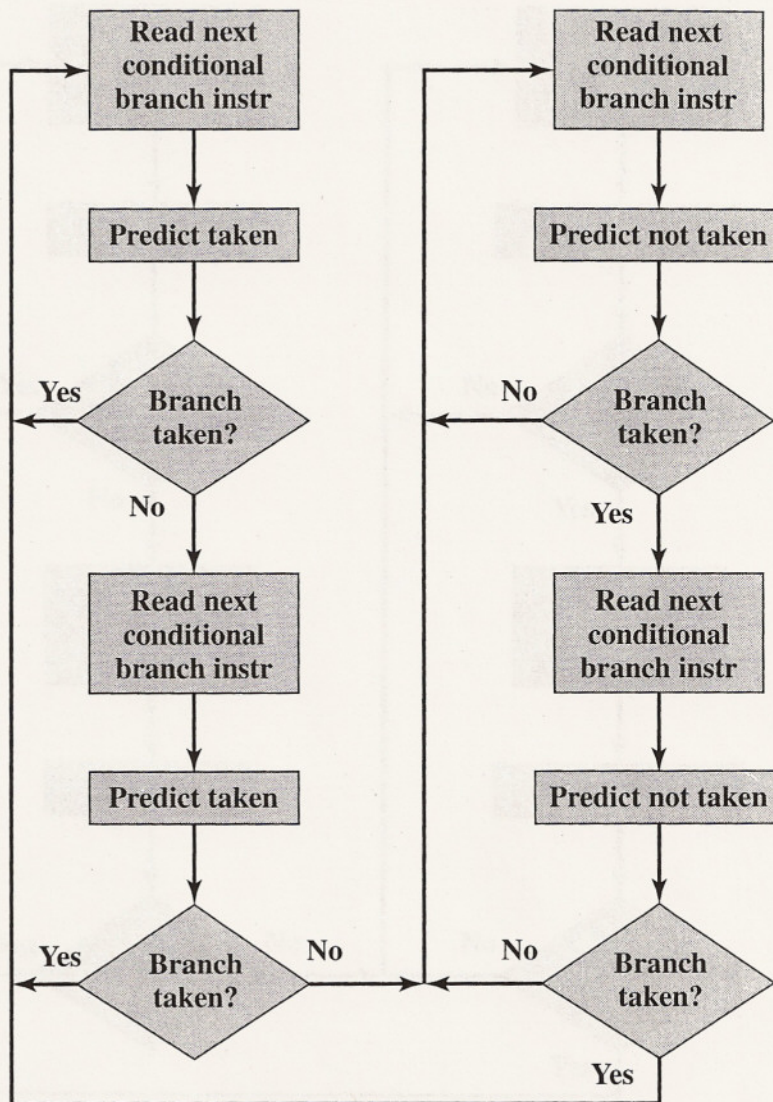 Read next
conditional
branch instr
Predict taken
Yes
Branch
taken?
No
Read next
conditional
branch instr
Predict taken
Yes
Branch
taken?
No
Read next
conditional
branch instr
Predict not taken
No
Branch
taken?
Yes
Read next
conditional
branch instr
Predict not taken
No
Branch
taken?
Yes